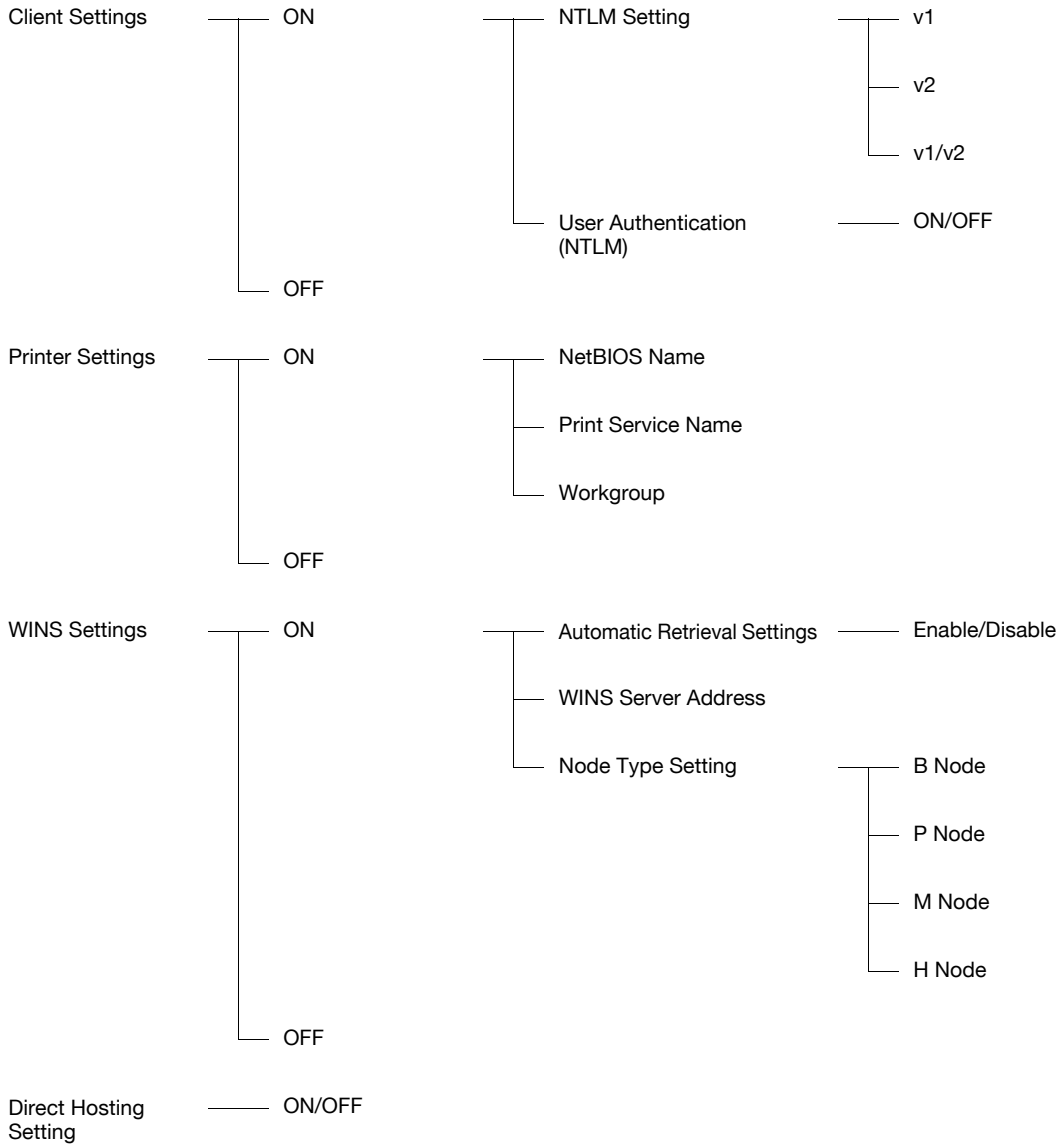 Client Settings ON NTLM Setting v1
v2
v1/v2
User Authentication ON/OFF
(NTLM)
OFF
Printer Settings ON NetBIOS Name
Print Service Name
Workgroup
OFF
WINS Settings ON Automatic Retrieval Settings Enable/Disable
WINS Server Address
Node Type Setting B Node
P Node
M Node
H Node
OFF
Direct Hosting ON/OFF
Setting